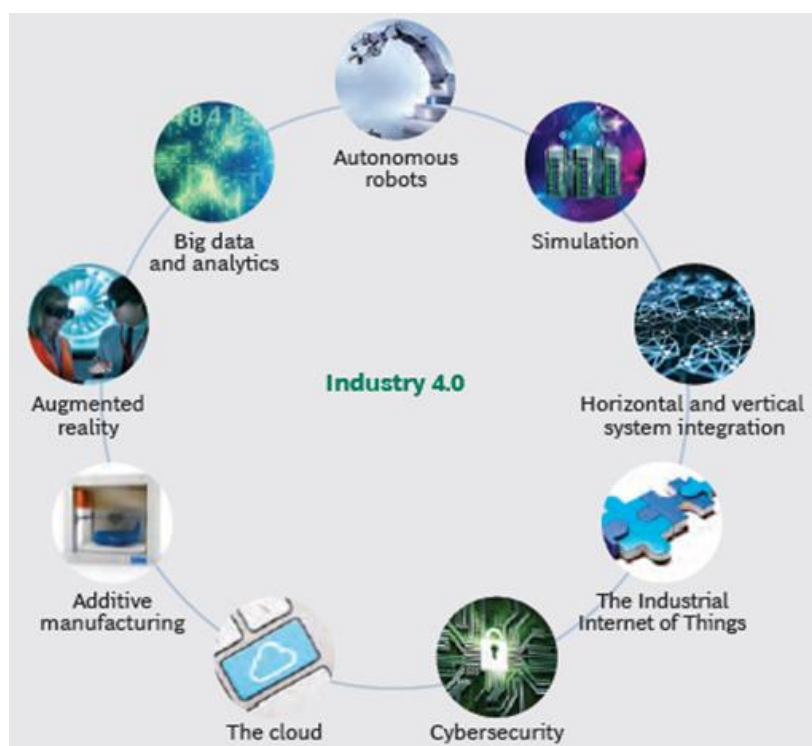 Autonomous
robots
Simulation
Horizontal and vertical
system integration
The Industrial
Internet of Things
Cybersecurity
The cloud
Additive
manufacturing
Augmented
reality
Big data
and analytics
Industry 4.0